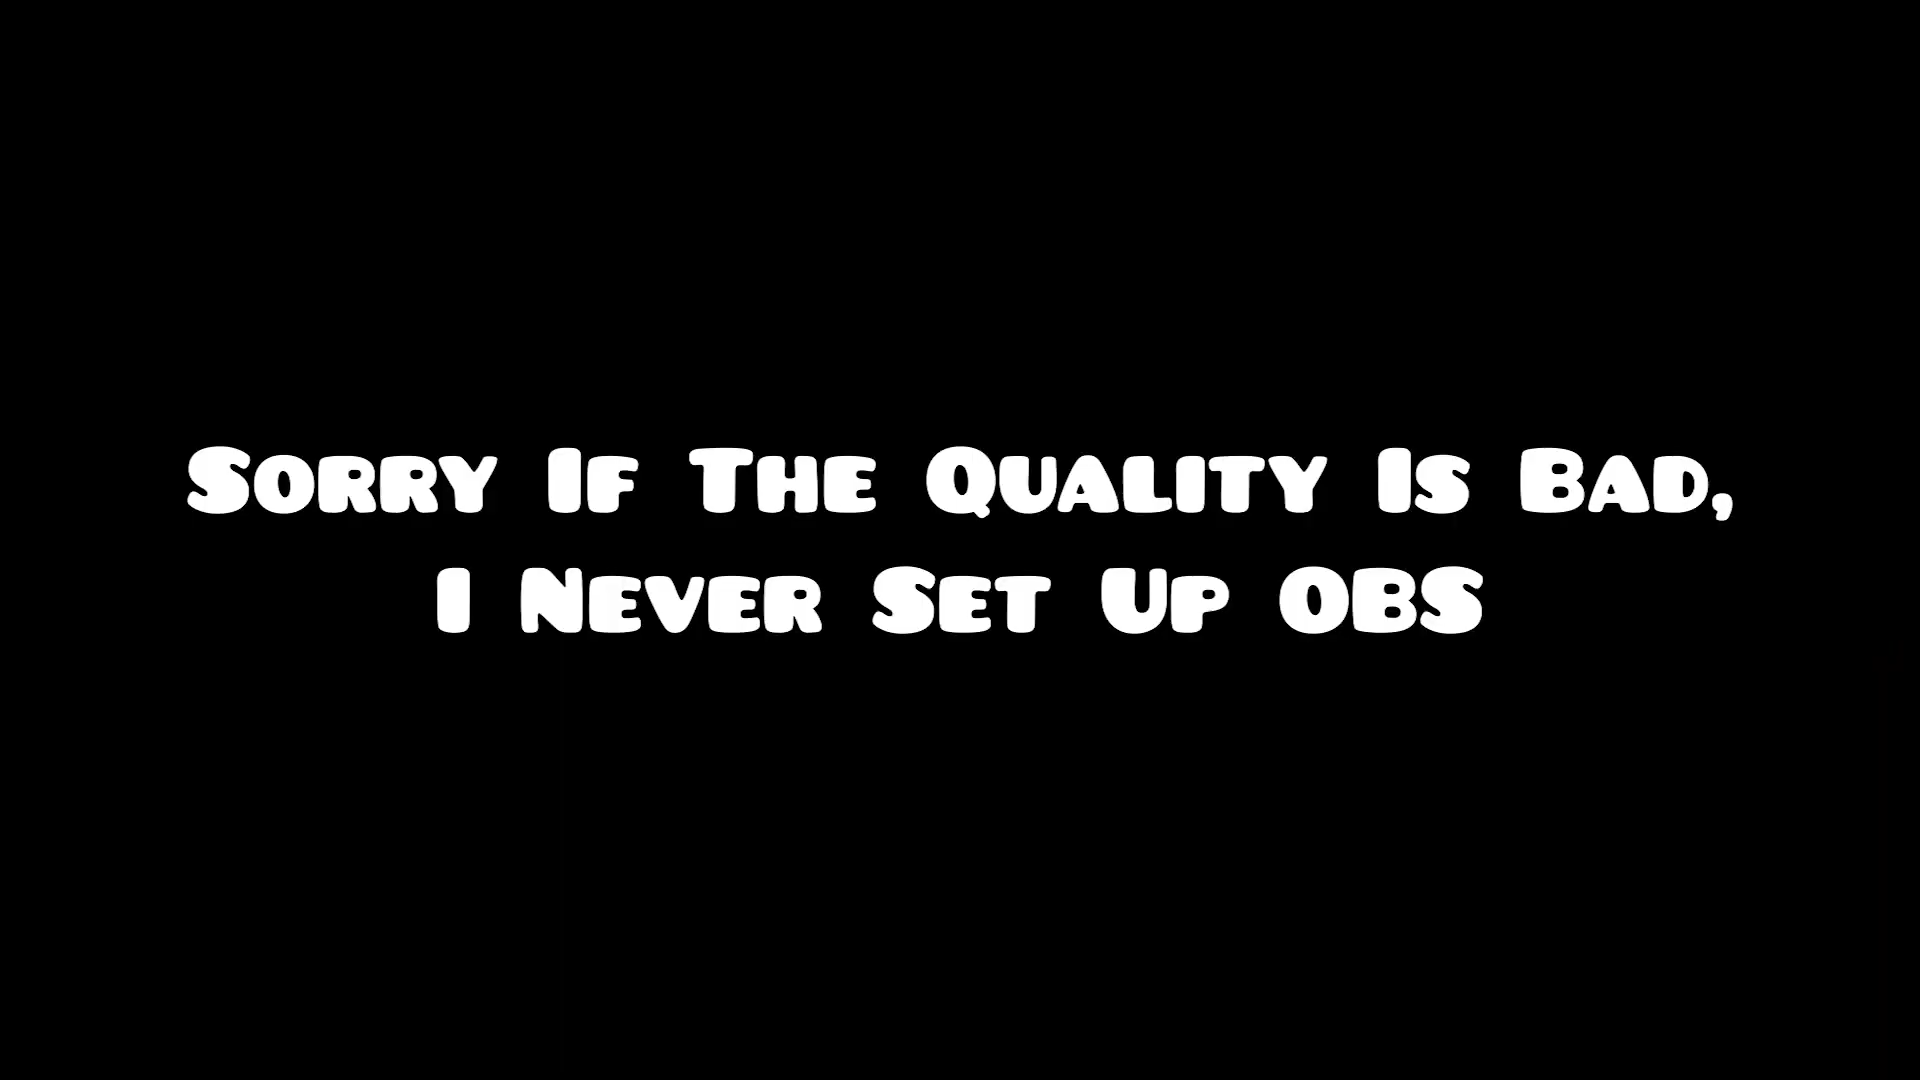 Sorry If The Quality Is Bad,
I Never Set Up OBS